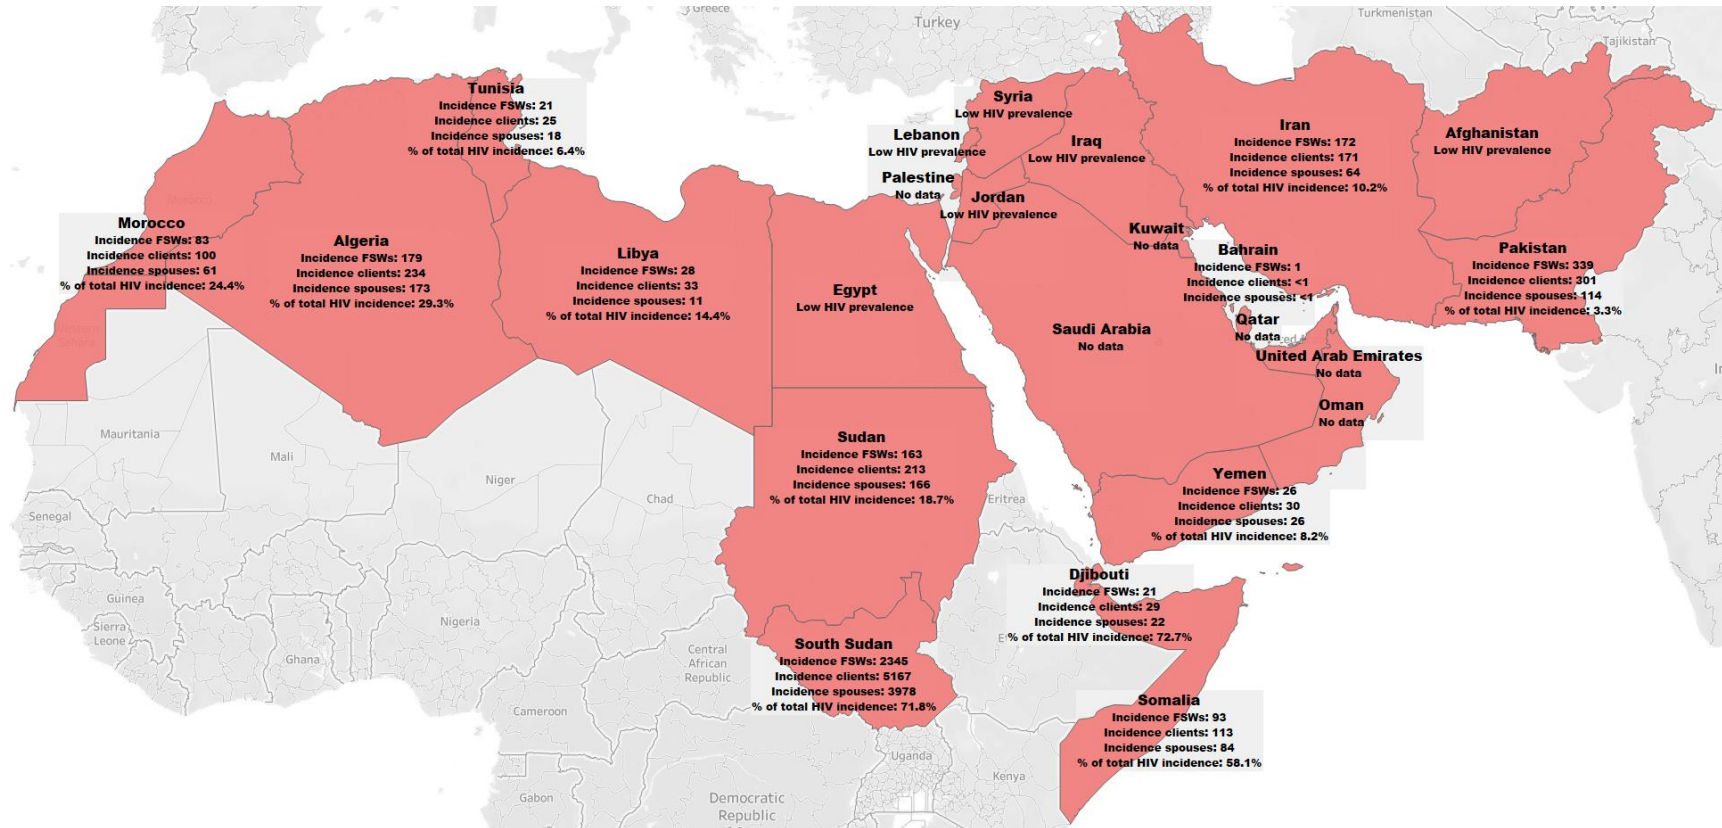 Greece
Turkey
Turkmenistan
Tajikistan
Tunisia
Incidence FSWs: 21
Incidence clients: 25
Incidence spouses: 18
% of total HIV incidence: 6.4%
Syria
Low HIV prevalence
Lebanon
Low HIV prevalence
Iraq
Low HIV prevalence
Palestine
No data
Jordan
Low HIV prevalence
Iran
Incidence FSWs: 172
Incidence clients: 171
Incidence spouses: 64
% of total HIV incidence: 10.2%
Afghanistan
Low HIV prevalence
Morocco
Incidence FSWs: 83
Incidence clients: 100
Incidence spouses: 61
% of total HIV incidence: 24.4%
Algeria
Incidence FSWs: 179
Incidence clients: 234
Incidence spouses: 173
% of total HIV incidence: 29.3%
Libya
Incidence FSWs: 28
Incidence clients: 33
Incidence spouses: 11
% of total HIV incidence: 14.4%
Egypt
Low HIV prevalence
Kuwait
No data
Bahrain
Incidence FSWs: 1
Incidence clients: <1
Incidence spouses: <1
Pakistan
Incidence FSWs: 339
Incidence clients: 301
Incidence spouses: 114
% of total HIV incidence: 3.3%
Saudi Arabia
No data
Qatar
No data
United Arab Emirates
No data
Oman
No data
Mauritania
Mali
Niger
Chad
Eritrea
Senegal
Sudan
Incidence FSWs: 163
Incidence clients: 213
Incidence spouses: 166
% of total HIV incidence: 18.7%
Yemen
Incidence FSWs: 26
Incidence clients: 30
Incidence spouses: 26
% of total HIV incidence: 8.2%
Djibouti
Incidence FSWs: 21
Incidence clients: 29
Incidence spouses: 22
% of total HIV incidence: 72.7%
Guinea
Sierra
Leone
Ghana
Nigeria
Central
African
Republic
South Sudan
Incidence FSWs: 2345
Incidence clients: 5167
Incidence spouses: 3978
% of total HIV incidence: 71.8%
Somalia
Incidence FSWs: 93
Incidence clients: 113
Incidence spouses: 84
% of total HIV incidence: 58.1%
Cameroon
Uganda
Kenya
Gabon
Democratic
Republic